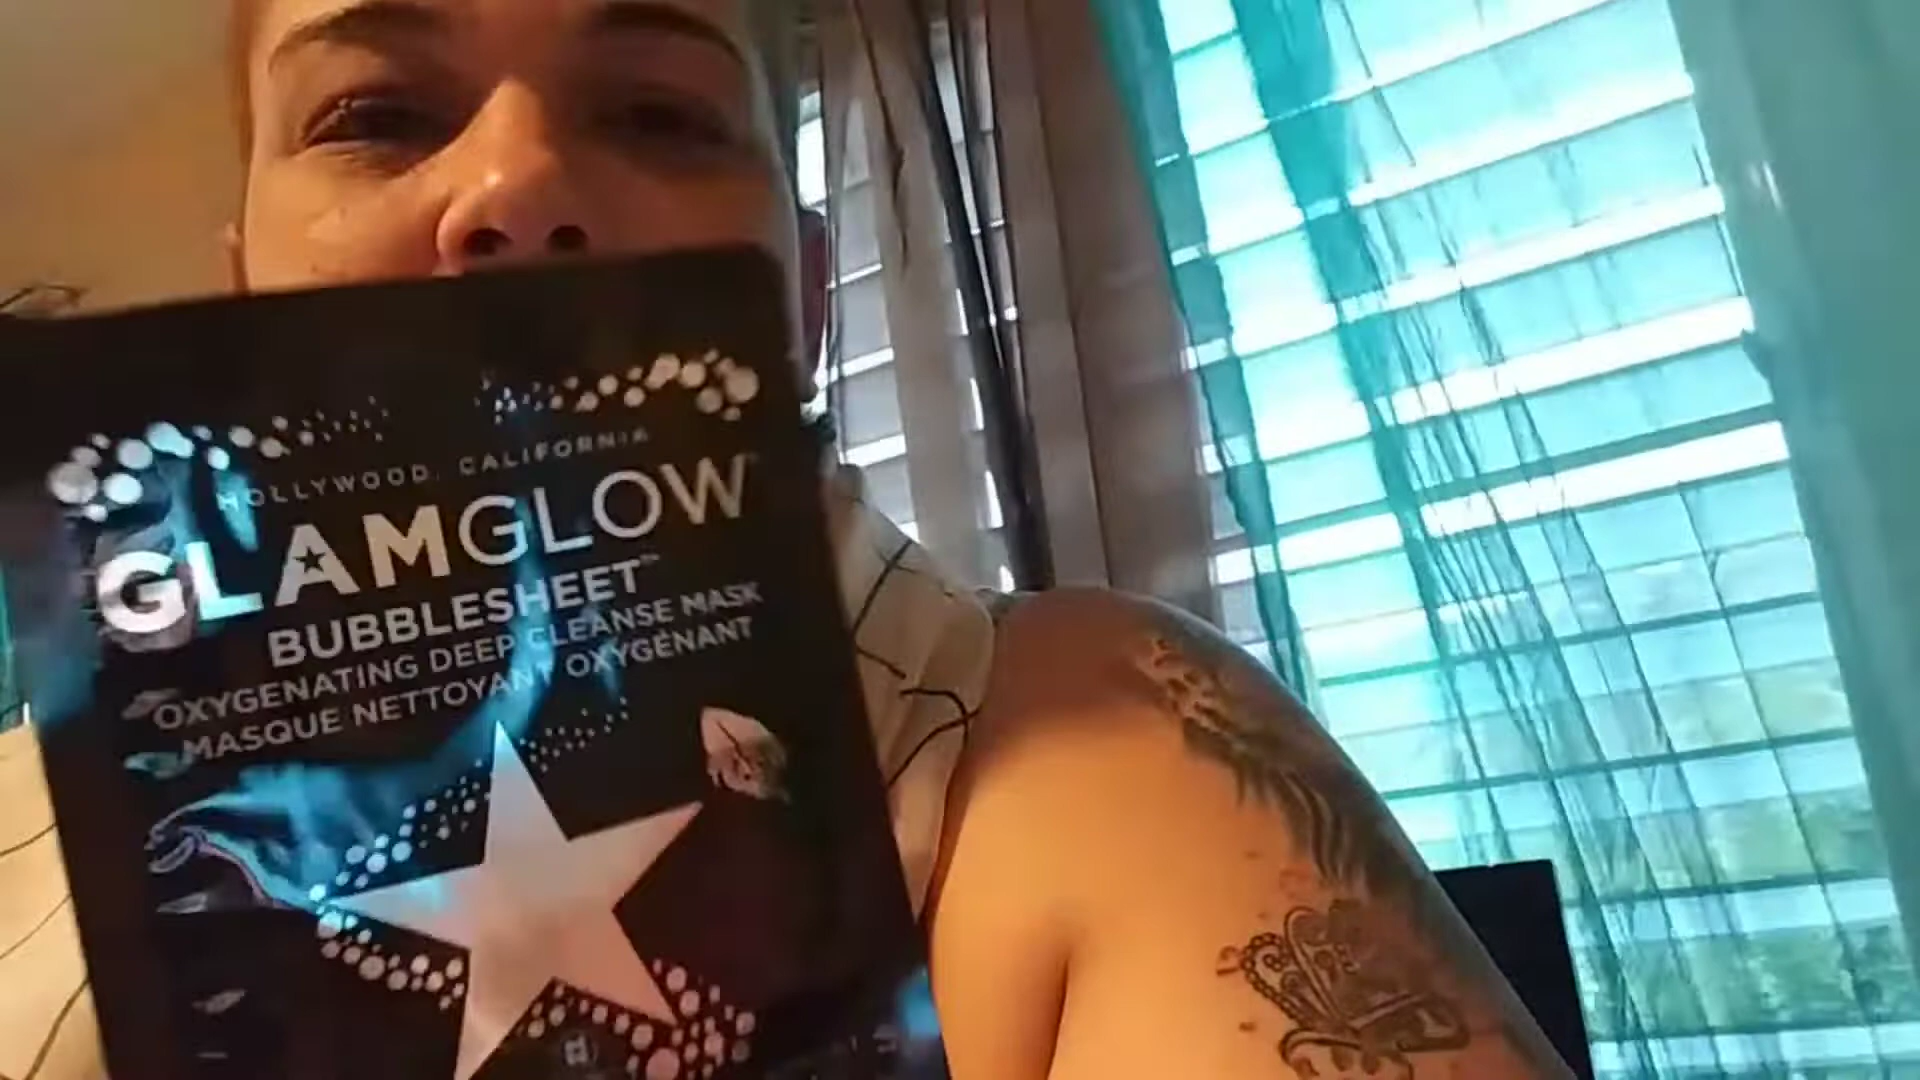 HOLLYWOOD, CALIFORNIA
GLAMGLOW
BUBBLESHEET™
OXYGENATING DEEP CLEANSE MASK
MASQUE NETTOYANT OXYGÉNANT